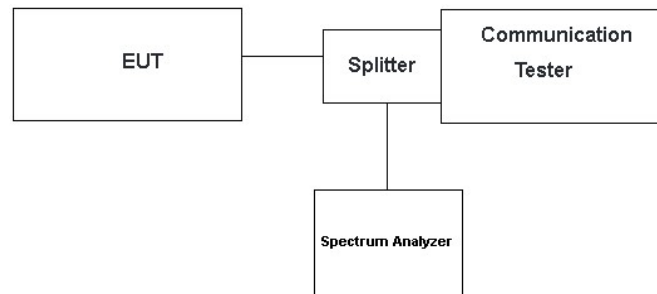 EUT
Splitter
Communication
Tester
Spectrum Analyzer